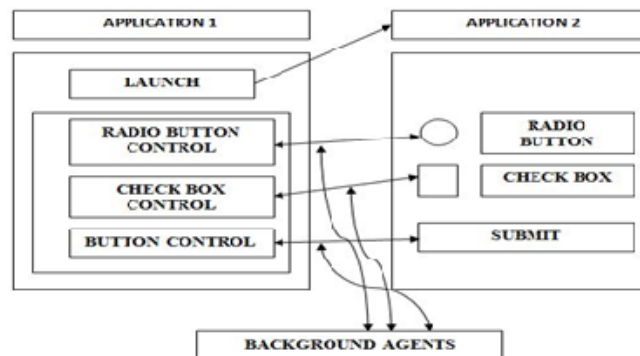 APPLICATION 1
APPLICATION 2
LAUNCH
RADIO BUTTON
CONTROL
RADIO
BUTTON
CHECK BOX
CONTROL
CHECK BOX
BUTTON CONTROL
SUBMIT
BACKGROUND AGENTS